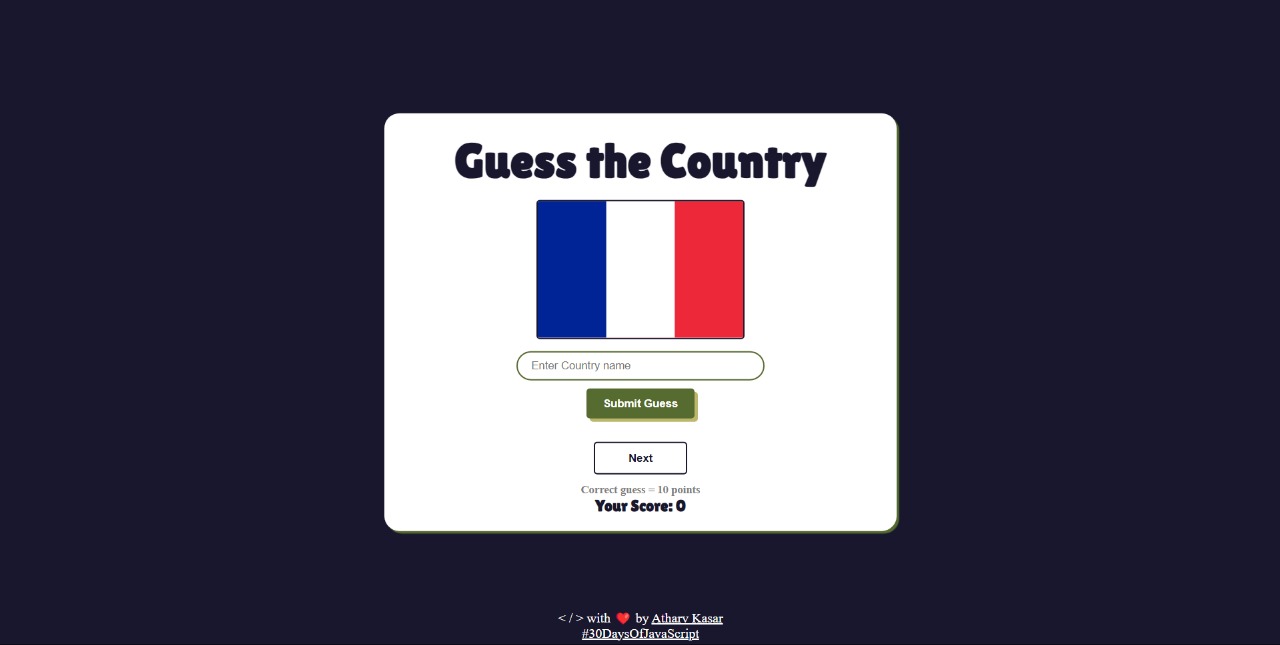 Guess the Country
Enter Country name
Submit Guess
Next
Correct guess = 10 points
Your Score: 0
< / > with ❤️ by Atharv Kasar
#30DaysOfJavaScript